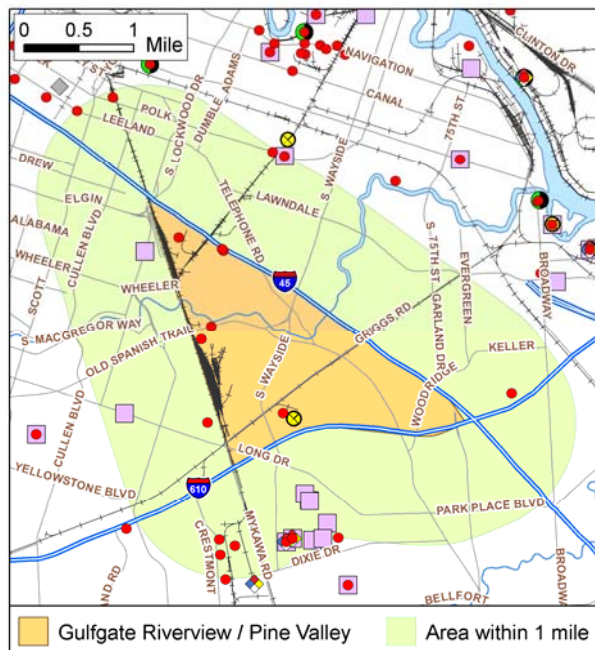 0 0.5 1
Mile
CLINTON DR
NAVIGATION
CANAL
S LOCKWOOD DR
DUMBLE
ADAMS
75TH ST
POLK
LEELAND
S. WAYSIDE
DREW
TELEPHONE RD
LAWNDALE
ELGIN
ALABAMA
CULLEN BLVD
WHEELER
SCOTT
WHEELER
45
S 75TH ST
EVERGREEN
BROADWAY
GARLAND DR
GRIGGS RD
S-MACGREGOR WAY
OLD SPANISH TRAIL
S. WAYSIDE
KELLER
WOODRIDGE
CULLEN BLVD
LONG DR
YELLOWSTONE BLVD
610
PARK PLACE BLVD
CRESTMONT
MYKAWA RD
DIXIE DR
BELLFORT
BROADWAY
Gulfgate Riverview / Pine Valley
Area within 1 mile